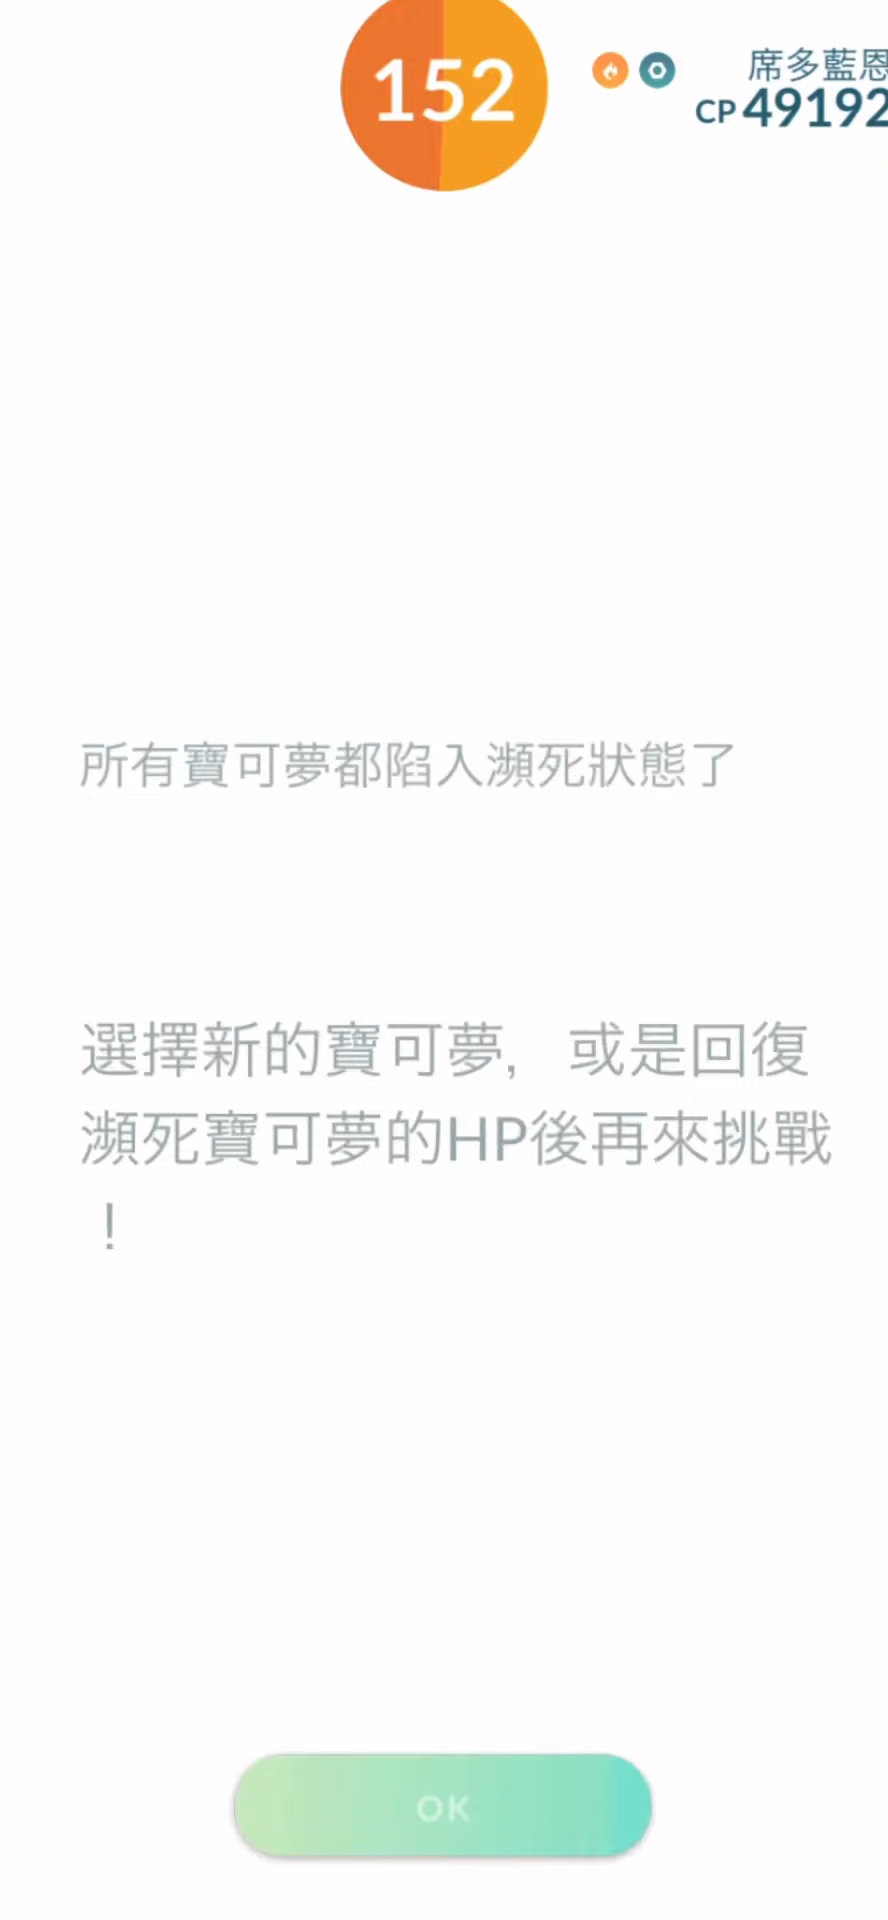 152
席多藍恩
CP49192
所有寶可夢都陷入瀕死狀態了
選擇新的寶可夢，或是回復
瀕死寶可夢的HP後再來挑戰
！
OK